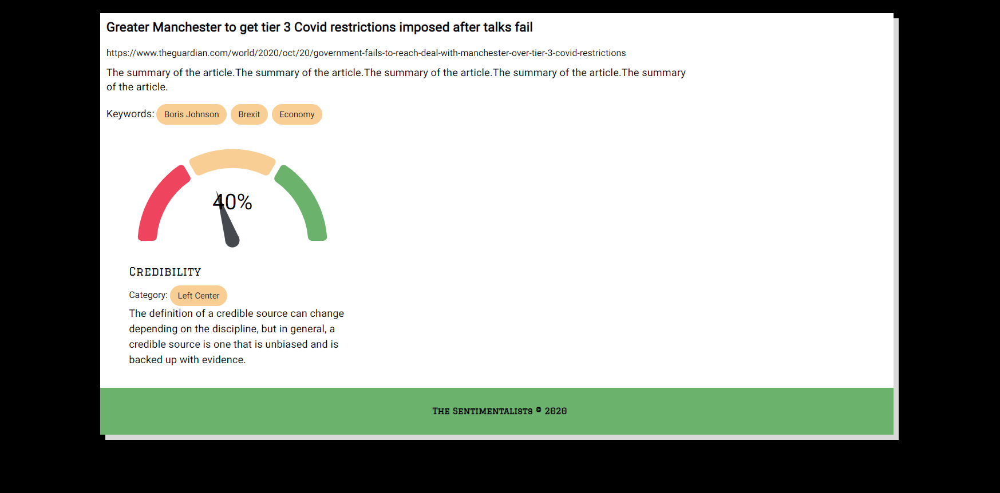 Greater Manchester to get tier 3 Covid restrictions imposed after talks fail
https://www.theguardian.com/world/2020/oct/20/government-fails-to-reach-deal-with-manchester-over-tier-3-covid-restrictions
The summary of the article.The summary of the article.The summary of the article.The summary of the article.The summary
of the article.
Keywords: Boris Johnson Brexit Economy
40%
Credibility
Category: Left Center
The definition of a credible source can change
depending on the discipline, but in general, a
credible source is one that is unbiased and is
backed up with evidence.
The Sentimentalists © 2020